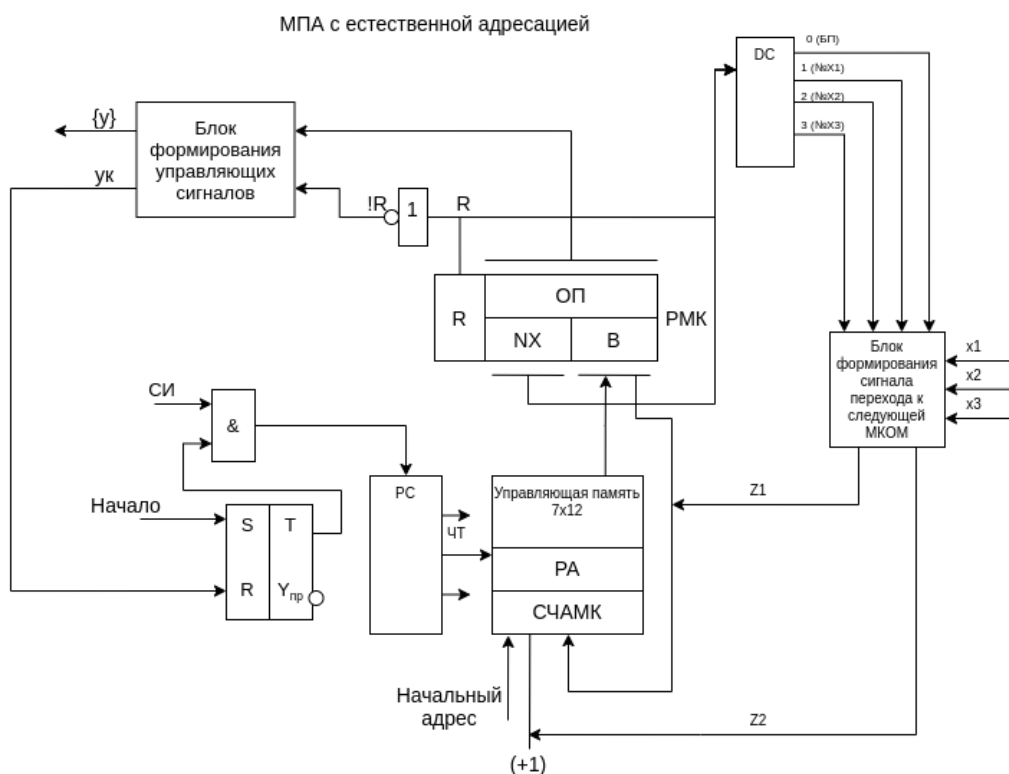 МПА с естественной адресацией
DC
0 (БП)
1 (№X1)
2 (№X2)
3 (№X3)
{y}
ук
Блок
формирования
управляющих
сигналов
!R
1
R
R
ОП
NX
В
РМК
Блок
формирования
сигнала
перехода к
следующей
МКОМ
x1
x2
x3
СИ
&
Начало
S
T
R
Yпр
РС
ЧТ
Управляющая память
7x12
РА
СЧАМК
Z1
Начальный
адрес
Z2
(+1)